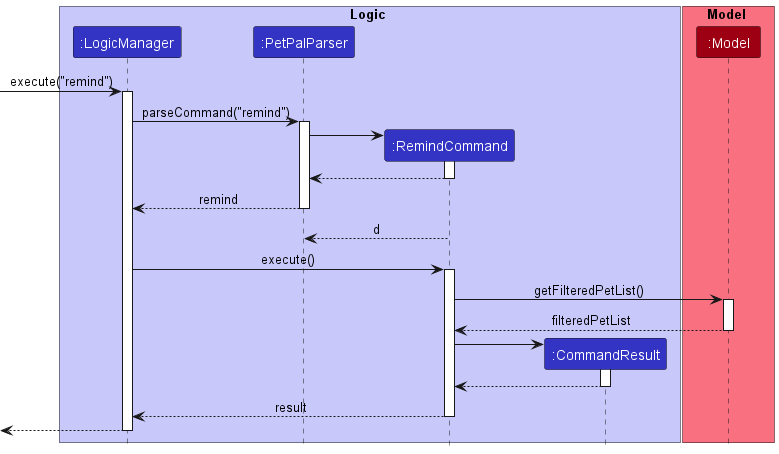 Logic
Model
:LogicManager
:PetPalParser
:Model
execute("remind")
parseCommand("remind")
:RemindCommand
remind
d
execute()
getFilteredPetList()
filteredPetList
:CommandResult
result